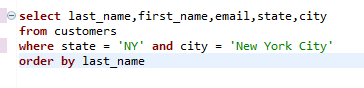 select last_name,first_name,email,state,city
from customers
where state = 'NY' and city = 'New York City'
order by last_name